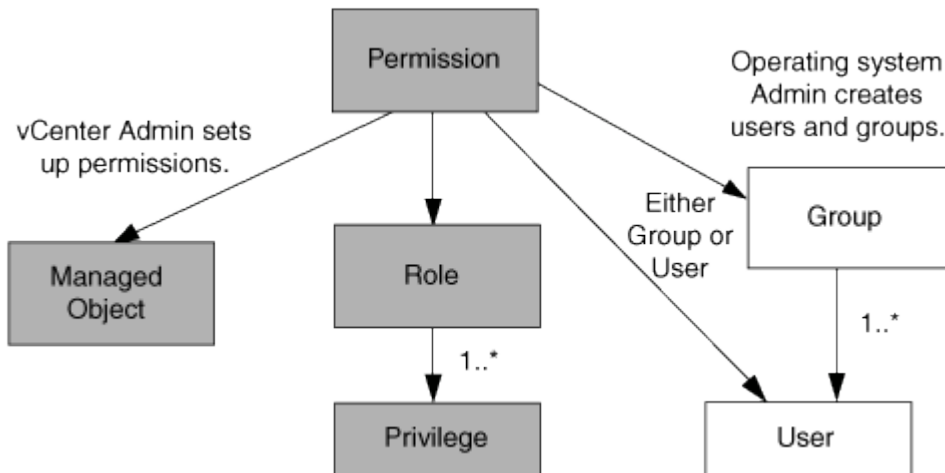 Permission
Operating system
Admin creates
users and groups.
vCenter Admin sets
up permissions.
Either
Group or
User
Group
Managed
Object
Role
1..*
1..*
Privilege
User